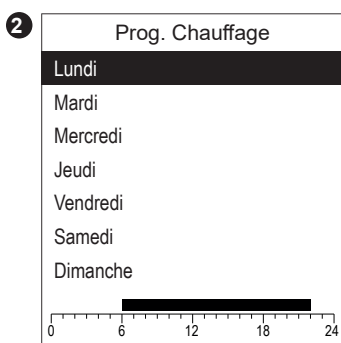 2
Prog. Chauffage
Lundi
Mardi
Mercredi
Jeudi
Vendredi
Samedi
Dimanche
0 6 12 18 24